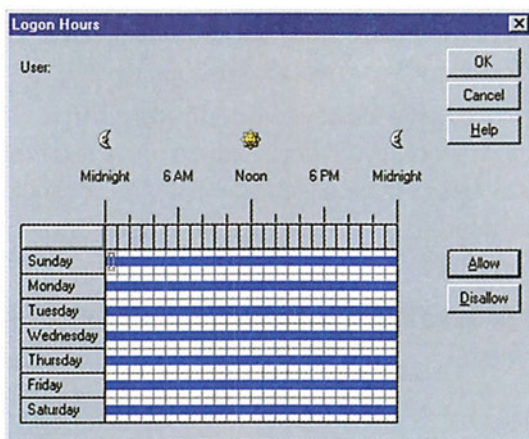 Logon Hours
User:
OK
Cancel
Help
Midnight 6 AM Noon 6 PM Midnight
Sunday
Monday
Tuesday
Wednesday
Thursday
Friday
Saturday
Allow
Disallow